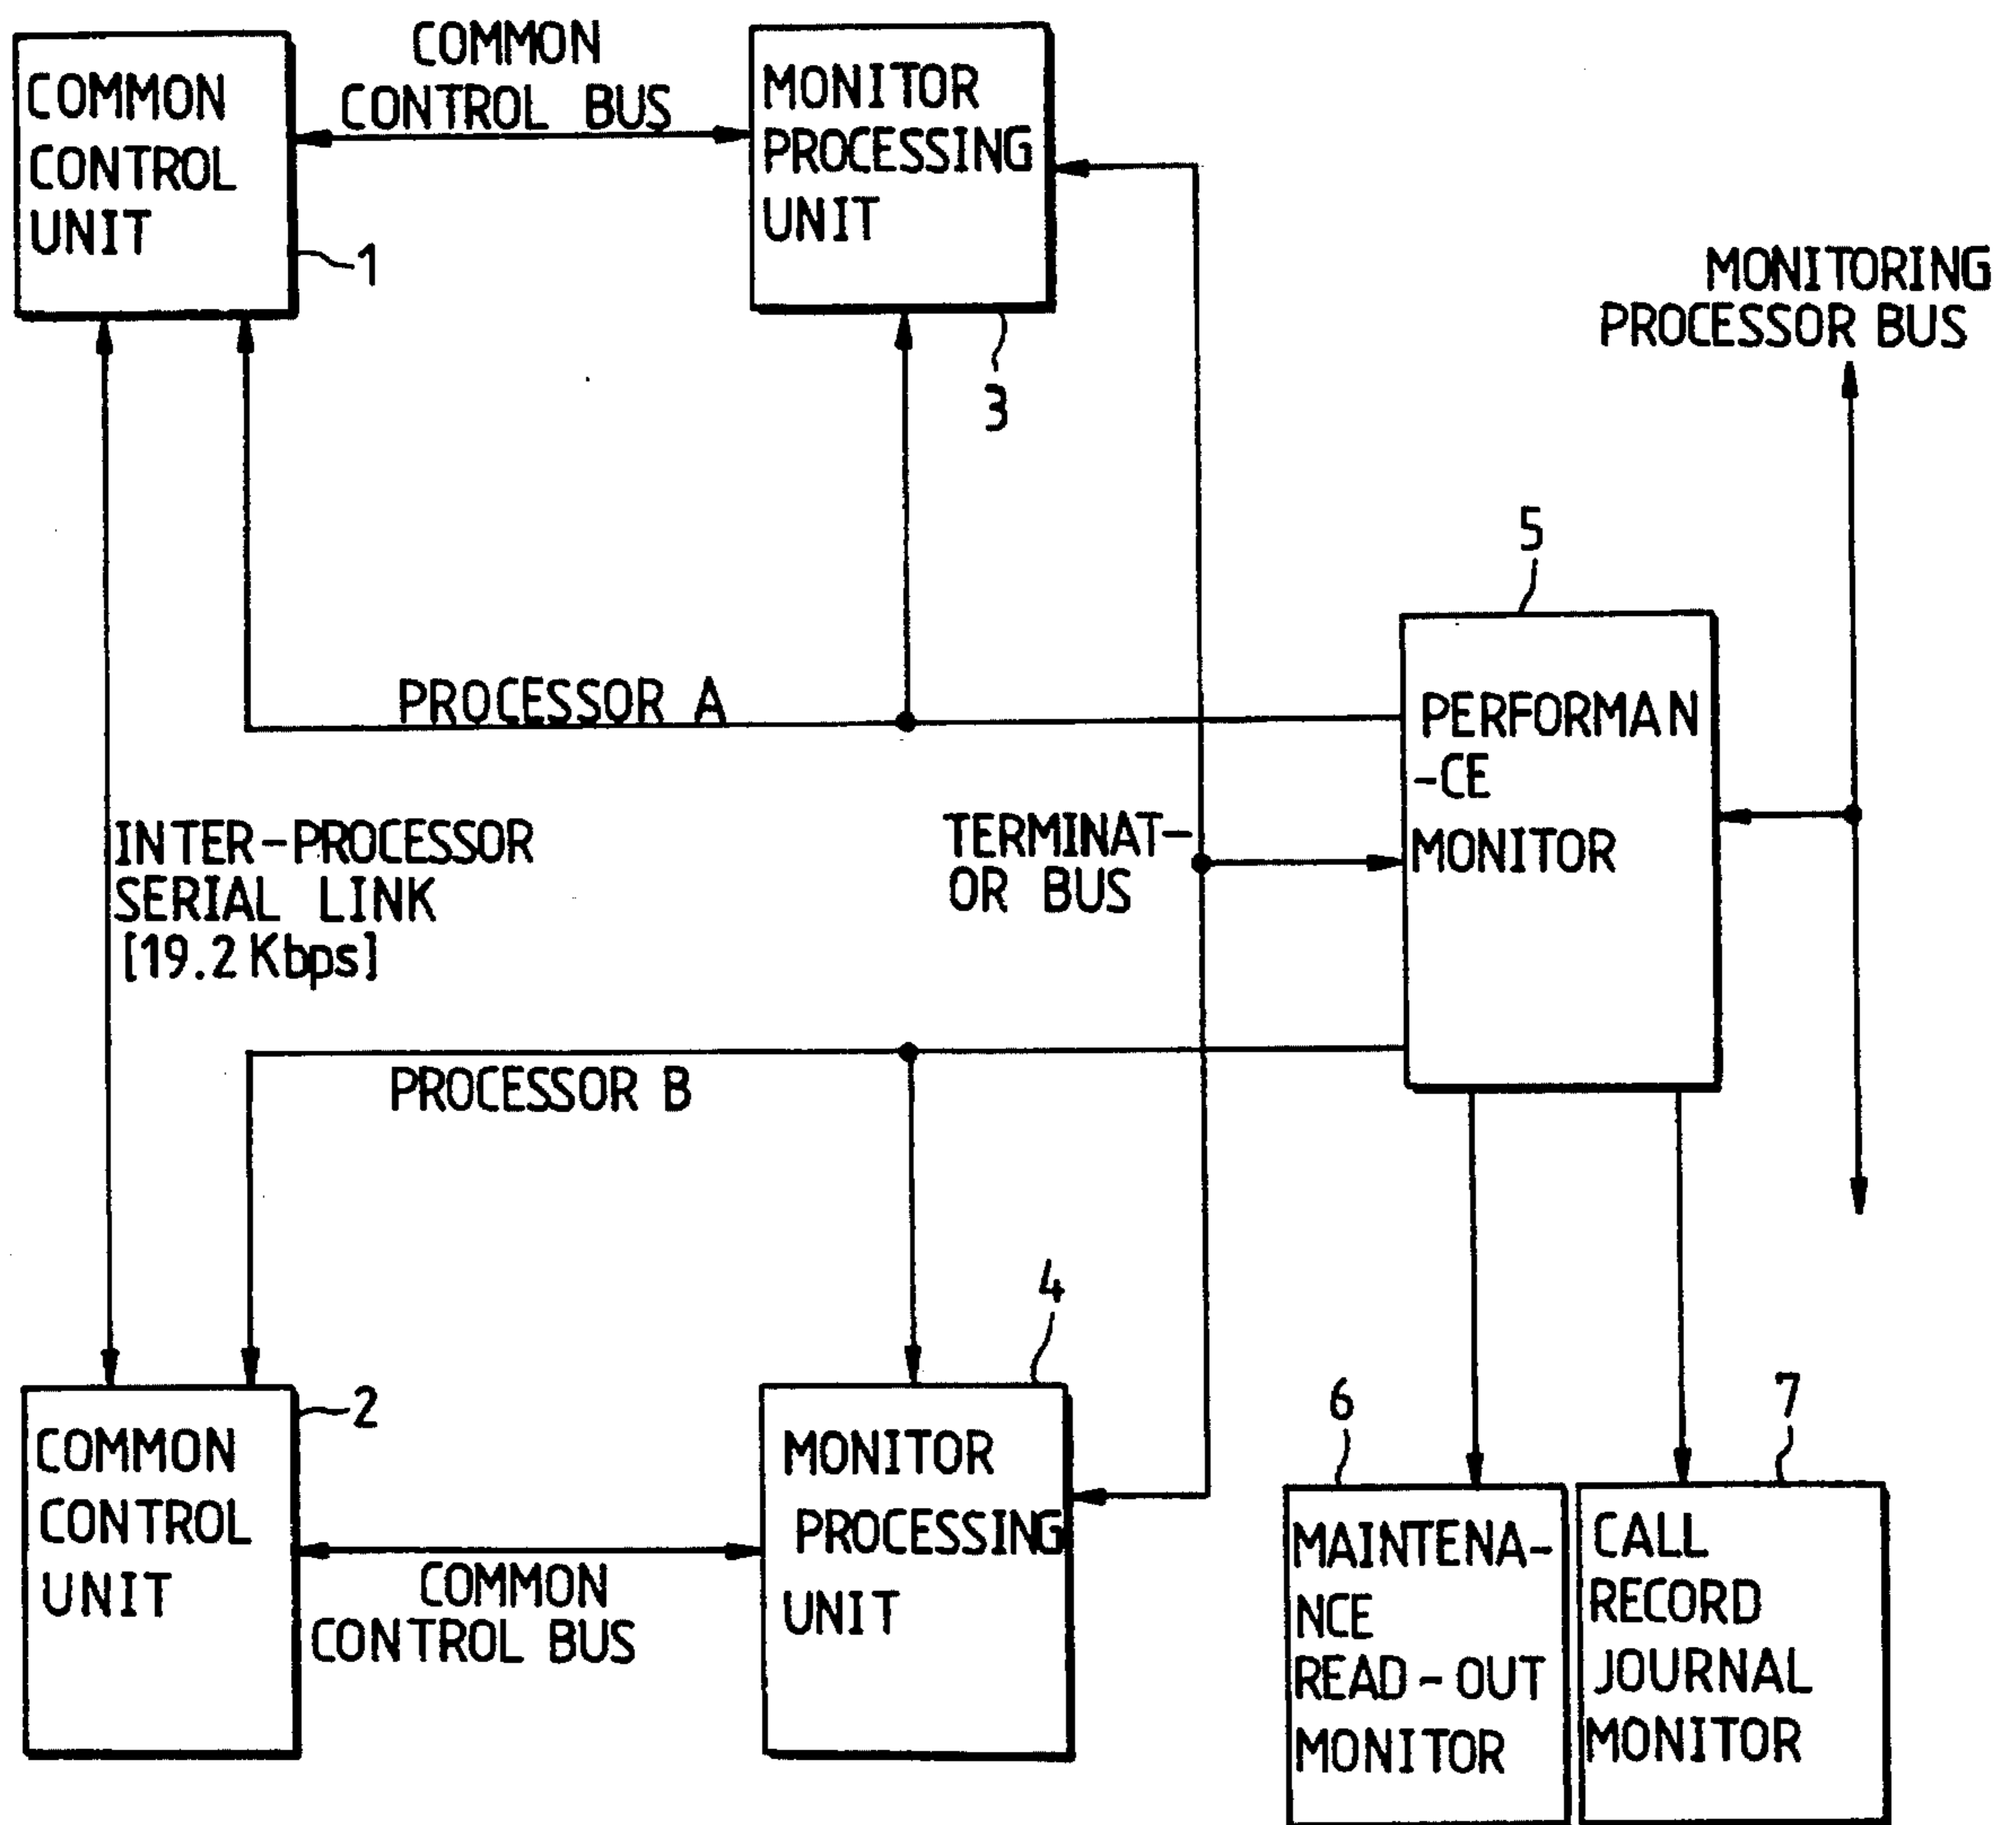 COMMON
CONTROL
UNIT
1
COMMON
CONTROL BUS
MONITOR
PROCESSING
UNIT
3
MONITORING
PROCESSOR BUS
5
PROCESSOR A
PERFORMAN
-CE
MONITOR
INTER-PROCESSOR
SERIAL LINK
[19.2 Kbps]
TERMINAT-
OR BUS
PROCESSOR B
2
COMMON
CONTROL
UNIT
COMMON
CONTROL BUS
4
MONITOR
PROCESSING
UNIT
6
MAINTENA-
NCE
READ-OUT
MONITOR
7
CALL
RECORD
JOURNAL
MONITOR